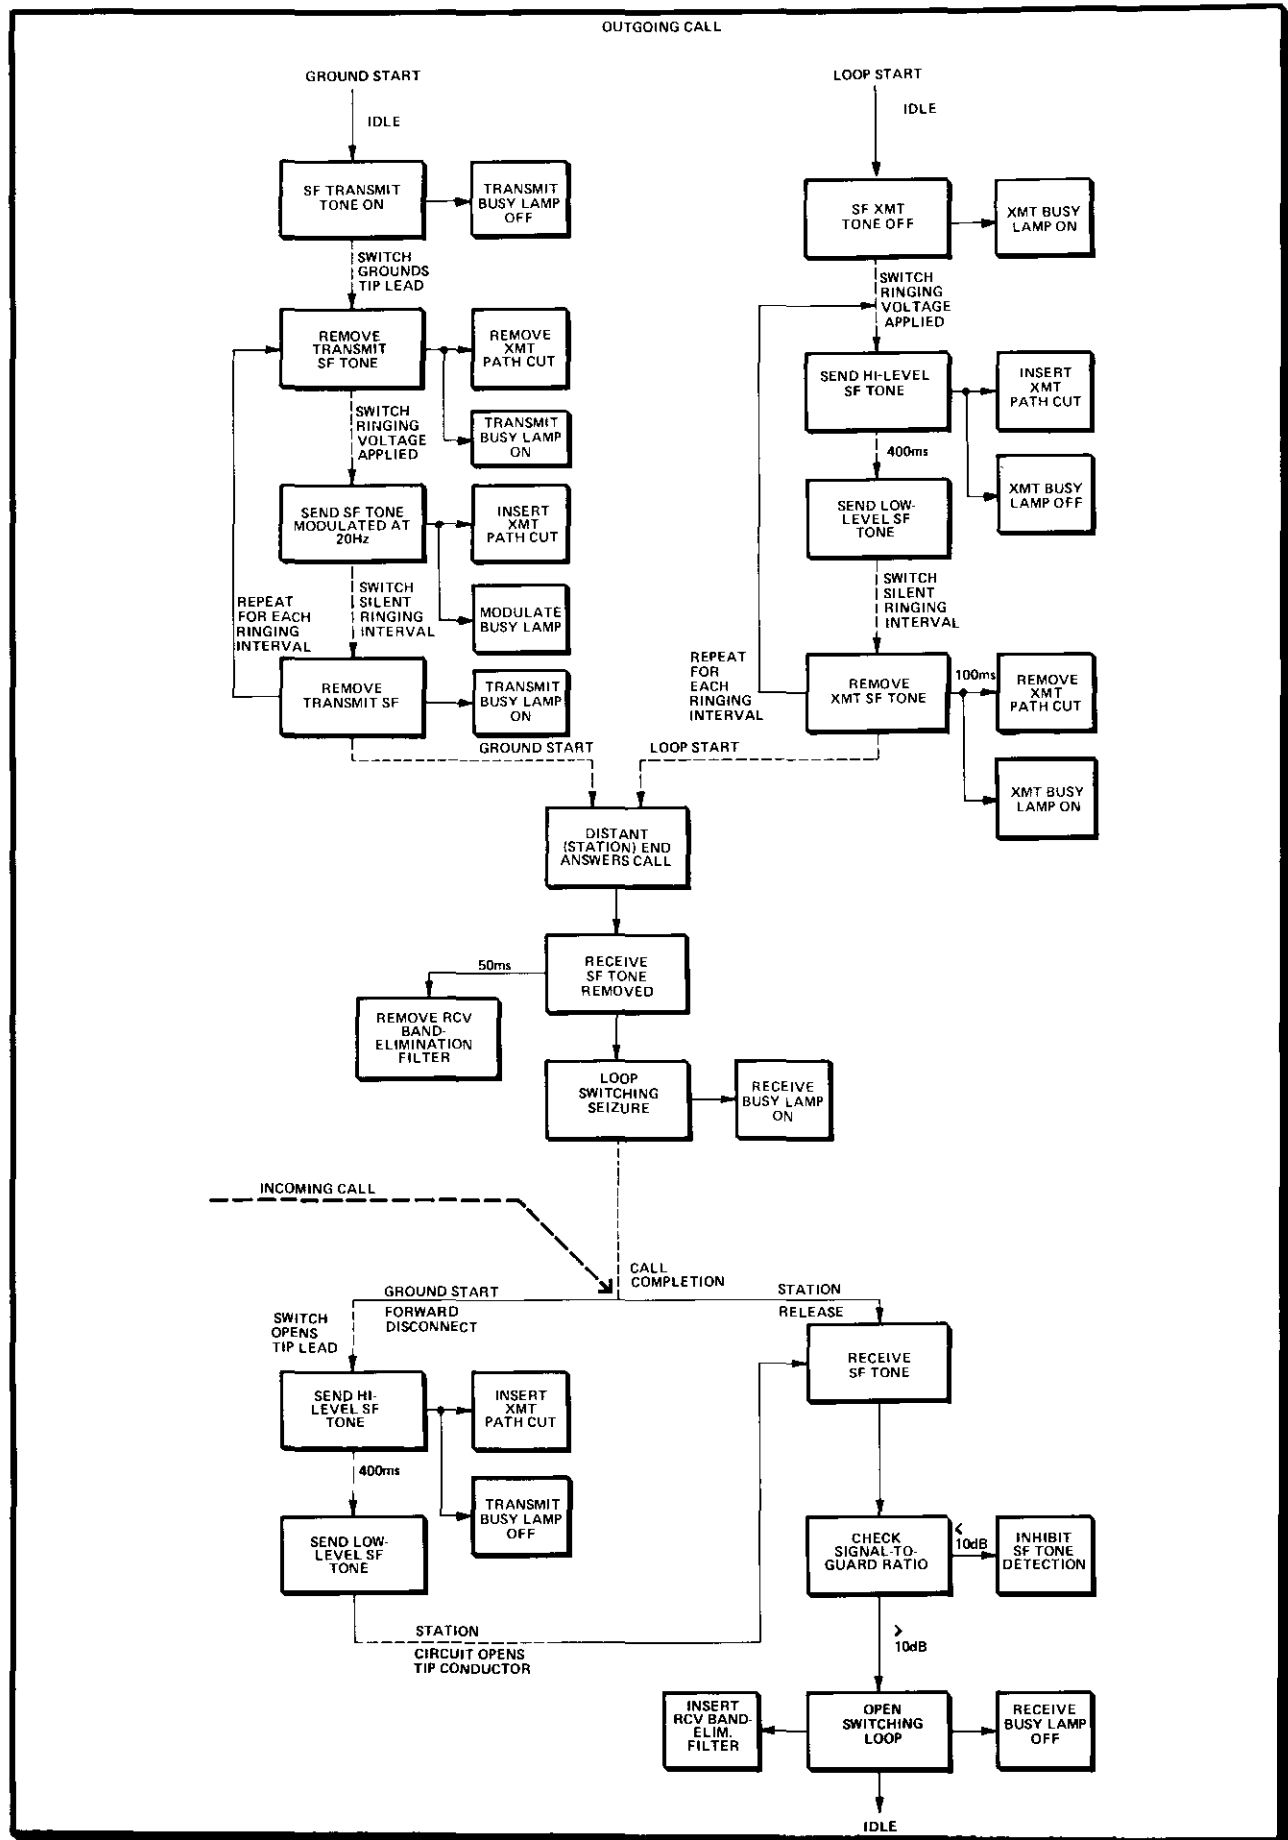 OUTGOING CALL
GROUND START
IDLE
SF TRANSMIT
TONE ON
TRANSMIT
BUSY LAMP
OFF
SWITCH
GROUNDS
TIP LEAD
REMOVE
TRANSMIT
SF TONE
REMOVE
XMT
PATH CUT
TRANSMIT
BUSY LAMP
ON
SWITCH
RINGING
VOLTAGE
APPLIED
SEND SF TONE
MODULATED AT
20Hz
INSERT
XMT
PATH CUT
MODULATE
BUSY LAMP
SWITCH
SILENT
RINGING
INTERVAL
REPEAT
FOR EACH
RINGING
INTERVAL
REMOVE
TRANSMIT SF
TRANSMIT
BUSY LAMP
ON
GROUND START
LOOP START
IDLE
SF XMT
TONE OFF
XMT BUSY
LAMP ON
SWITCH
RINGING
VOLTAGE
APPLIED
SEND HI-LEVEL
SF TONE
INSERT
XMT
PATH CUT
XMT BUSY
LAMP OFF
400ms
SEND LOW-
LEVEL SF
TONE
SWITCH
SILENT
RINGING
INTERVAL
REPEAT
FOR
EACH
RINGING
INTERVAL
REMOVE
XMT SF TONE
100ms
REMOVE
XMT
PATH CUT
XMT BUSY
LAMP ON
LOOP START
DISTANT
(STATION) END
ANSWERS CALL
RECEIVE
SF TONE
REMOVED
50ms
REMOVE RCV
BAND-
ELIMINATION
FILTER
LOOP
SWITCHING
SEIZURE
RECEIVE
BUSY LAMP
ON
INCOMING CALL
CALL
COMPLETION
GROUND START
FORWARD
DISCONNECT
SWITCH
OPENS
TIP LEAD
SEND HI-
LEVEL SF
TONE
INSERT
XMT
PATH CUT
TRANSMIT
BUSY LAMP
OFF
400ms
SEND LOW-
LEVEL SF
TONE
STATION
CIRCUIT OPENS
TIP CONDUCTOR
STATION
RELEASE
RECEIVE
SF TONE
CHECK
SIGNAL-TO-
GUARD RATIO
<
10dB
INHIBIT
SF TONE
DETECTION
>
10dB
OPEN
SWITCHING
LOOP
INSERT
RCV BAND-
ELIM.
FILTER
RECEIVE
BUSY LAMP
OFF
IDLE